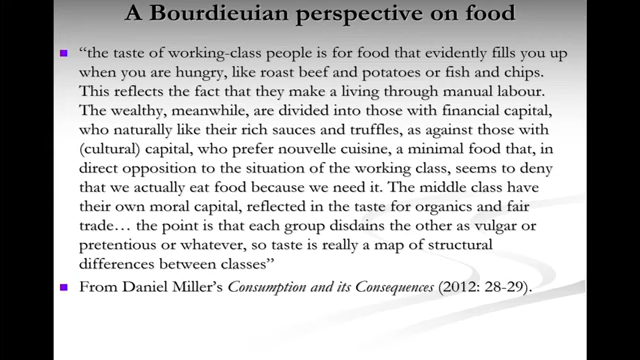 A Bourdieuian perspective on food
“the taste of working-class people is for food that evidently fills you up
when you are hungry, like roast beef and potatoes or fish and chips.
This reflects the fact that they make a living through manual labour.
The wealthy, meanwhile, are divided into those with financial capital,
who naturally like their rich sauces and truffles, as against those with
(cultural) capital, who prefer nouvelle cuisine, a minimal food that, in
direct opposition to the situation of the working class, seems to deny
that we actually eat food because we need it. The middle class have
their own moral capital, reflected in the taste for organics and fair
trade… the point is that each group disdains the other as vulgar or
pretentious or whatever, so taste is really a map of structural
differences between classes”
From Daniel Miller’s Consumption and its Consequences (2012: 28-29).